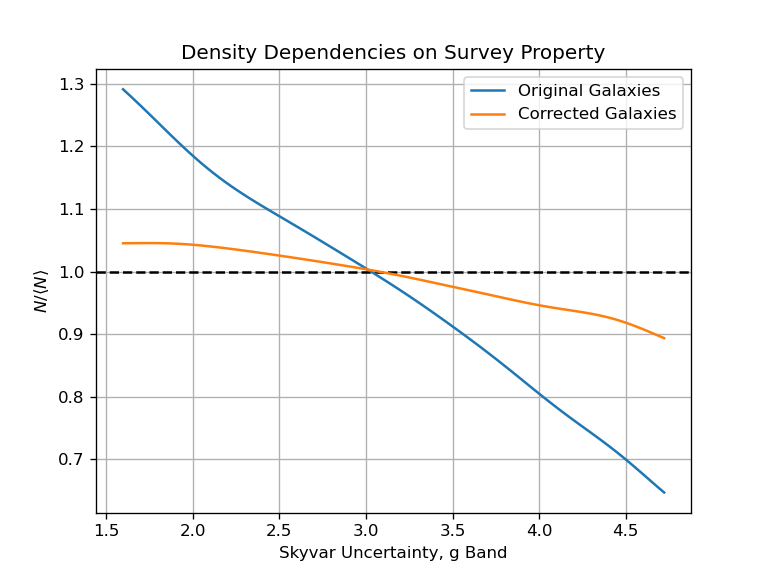 Density Dependencies on Survey Property
Original Galaxies
Corrected Galaxies
1.3
1.2
1.1
1.0
0.9
0.8
0.7
N/⟨N⟩
1.5 2.0 2.5 3.0 3.5 4.0 4.5
Skyvar Uncertainty, g Band